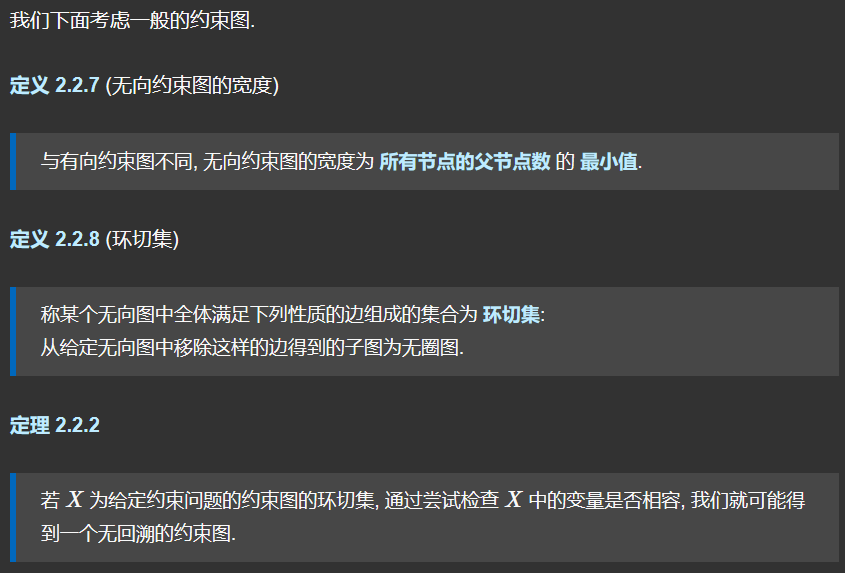 我们下面考虑一般的约束图.
定义 2.2.7 (无向约束图的宽度)
与有向约束图不同, 无向约束图的宽度为 所有节点的父节点数 的 最小值.
定义 2.2.8 (环切集)
称某个无向图中全体满足下列性质的边组成的集合为 环切集:
从给定无向图中移除这样的边得到的子图为无圈图.
定理 2.2.2
若 X 为给定约束问题的约束图的环切集, 通过尝试检查 X 中的变量是否相容, 我们就可能得
到一个无回溯的约束图.